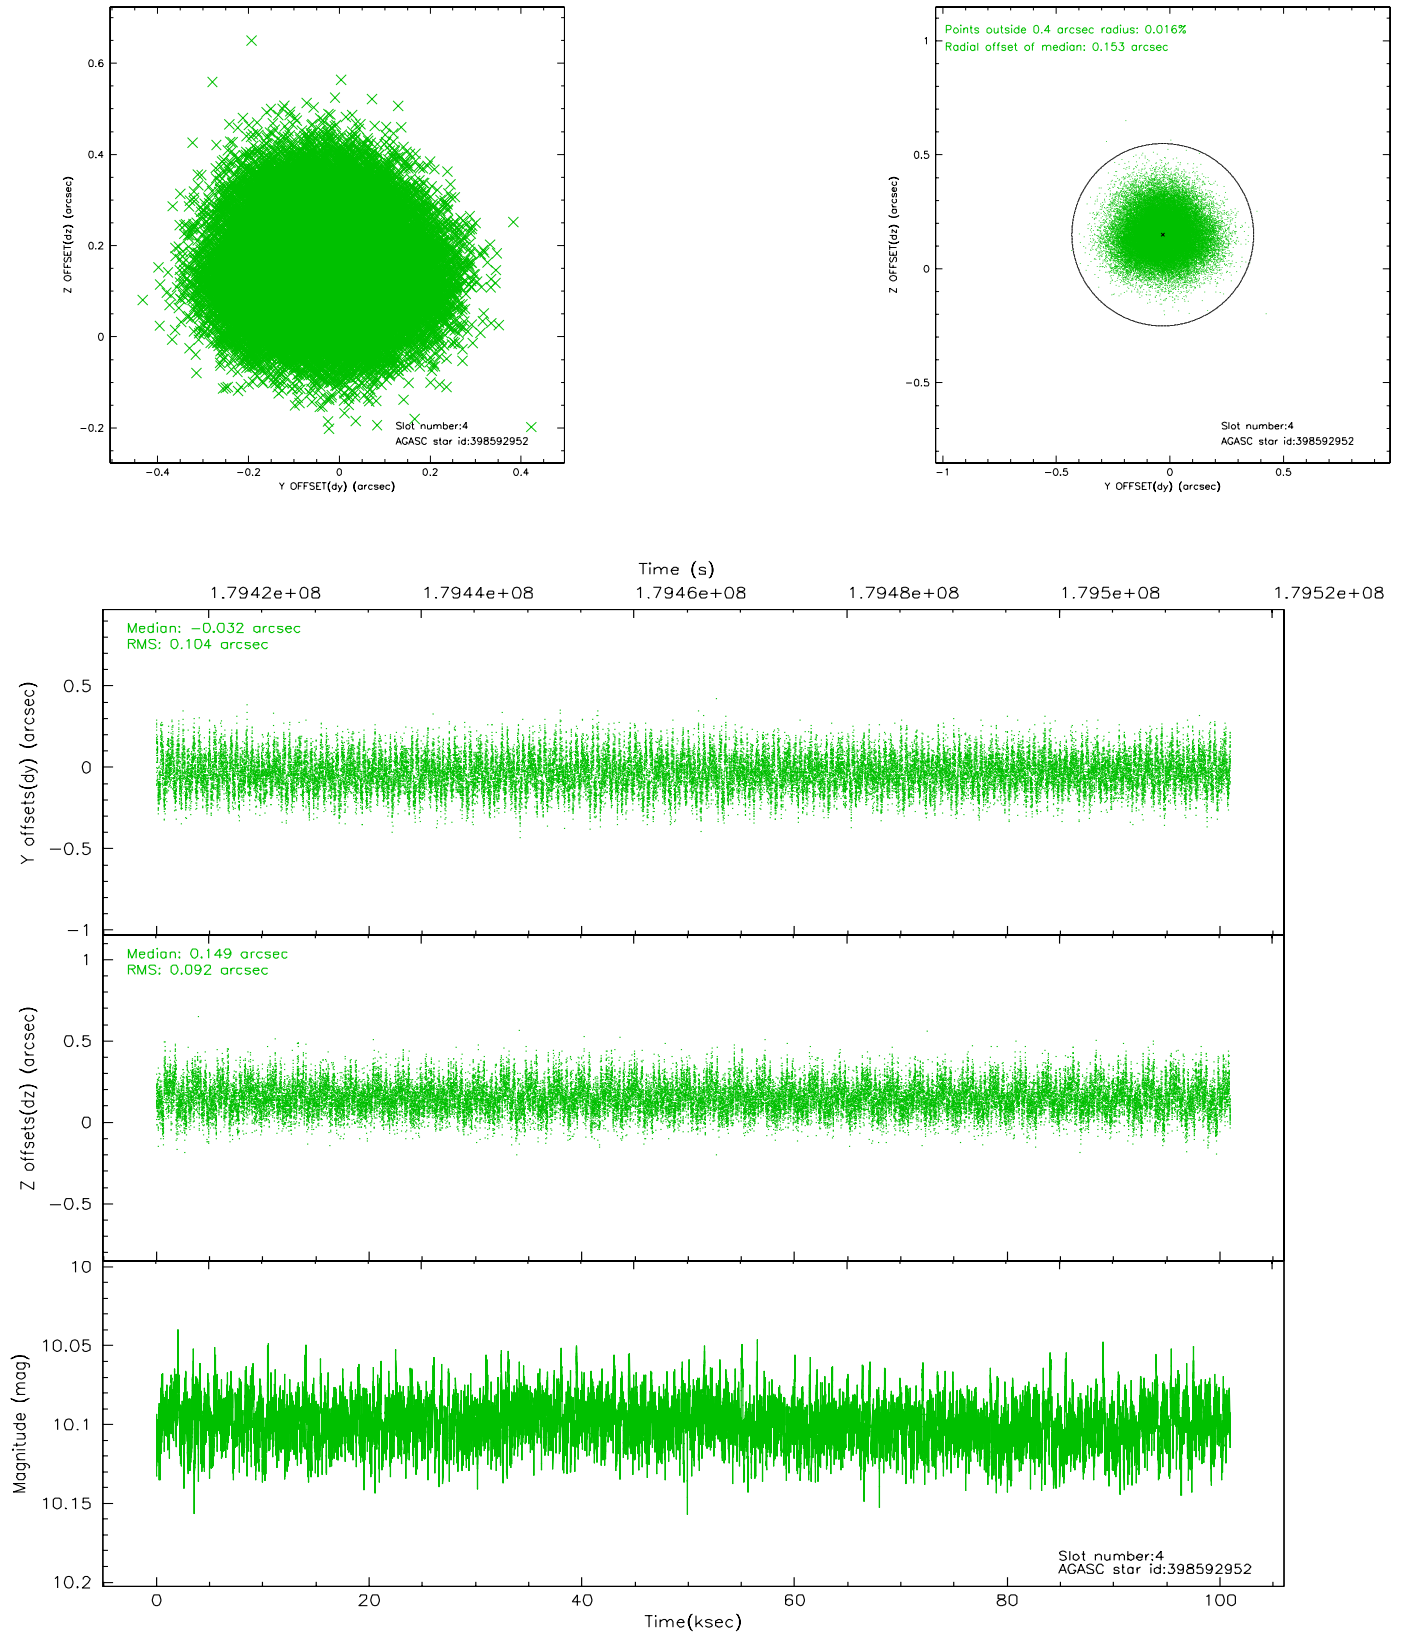 0.6
0.4
0.2
0
−0.2
Z OFFSET(dz) (arcsec)
Slot number:4
AGASC star id:398592952
−0.4 −0.2 0 0.2 0.4
Y OFFSET(dy) (arcsec)
Points outside 0.4 arcsec radius: 0.016%
Radial offset of median: 0.153 arcsec
1
0.5
0
−0.5
Z OFFSET(dz) (arcsec)
Slot number:4
AGASC star id:398592952
−1 −0.5 0 0.5
Y OFFSET(dy) (arcsec)
Time (s)
1.7942e+08 1.7944e+08 1.7946e+08 1.7948e+08 1.795e+08 1.7952e+08
Median: −0.032 arcsec
RMS: 0.104 arcsec
0.5
0
−0.5
−1
Y offsets(dy) (arcsec)
Median: 0.149 arcsec
RMS: 0.092 arcsec
1
0.5
0
−0.5
Z offsets(dz) (arcsec)
10
10.05
10.1
10.15
10.2
Magnitude (mag)
Slot number:4
AGASC star id:398592952
0 20 40 60 80 100
Time(ksec)